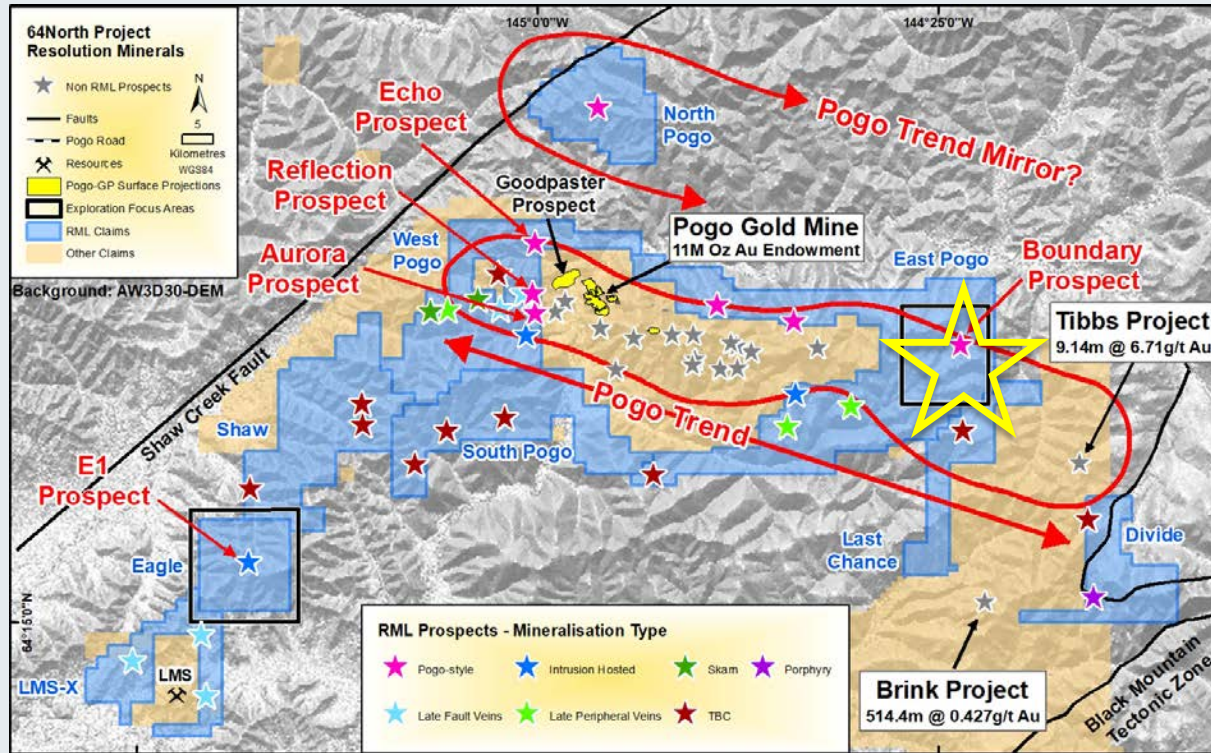 64North Project
Resolution Minerals
Non RML Prospects
N
Faults
5
Pogo Road
Kilometres
Resources
WGS84
Pogo-GP Surface Projections
Exploration Focus Areas
RML Claims
Other Claims
Background: AW3D30-DEM
145°0'0"W
144°25'0"W
64°15'0"N
Echo
Prospect
North
Pogo
Pogo Trend Mirror?
Reflection
Prospect
Goodpaster
Prospect
West
Pogo
Pogo Gold Mine
11M Oz Au Endowment
Aurora
Prospect
East Pogo
Boundary
Prospect
Tibbs Project
9.14m @ 6.71g/t Au
Shaw Creek Fault
Pogo Trend
Shaw
South Pogo
E1
Prospect
Eagle
Last
Chance
Divide
LMS-X
LMS
Brink Project
514.4m @ 0.427g/t Au
Black Mountain
Tectonic Zone
RML Prospects - Mineralisation Type
Pogo-style
Intrusion Hosted
Skarn
Porphyry
Late Fault Veins
Late Peripheral Veins
TBC